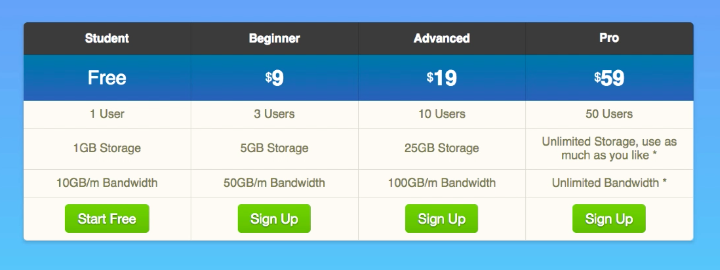 Student Beginner Advanced Pro
Free $9 $19 $59
1 User 3 Users 10 Users 50 Users
1GB Storage 5GB Storage 25GB Storage Unlimited Storage, use as
much as you like *
10GB/m Bandwidth 50GB/m Bandwidth 100GB/m Bandwidth Unlimited Bandwidth *
Start Free Sign Up Sign Up Sign Up